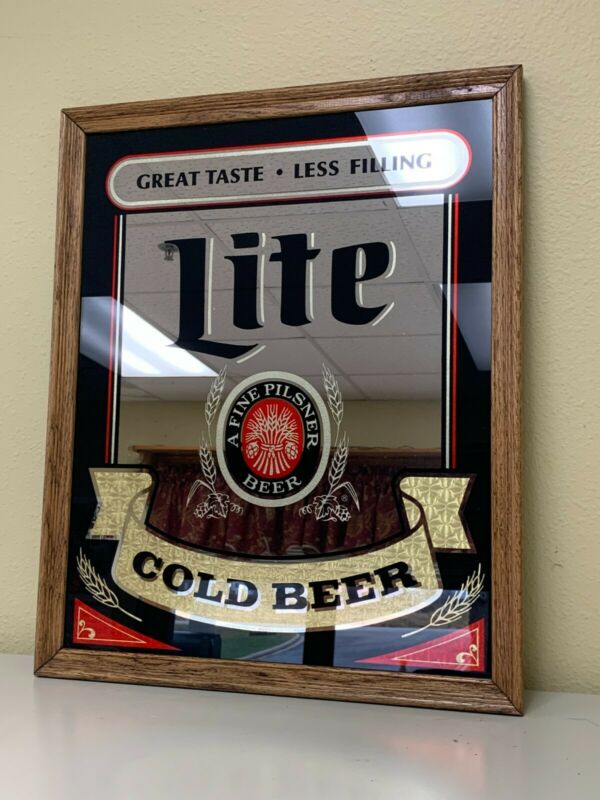 GREAT TASTE • LESS FILLING
Lite
A FINE PILSNER
BEER
®
COLD BEER